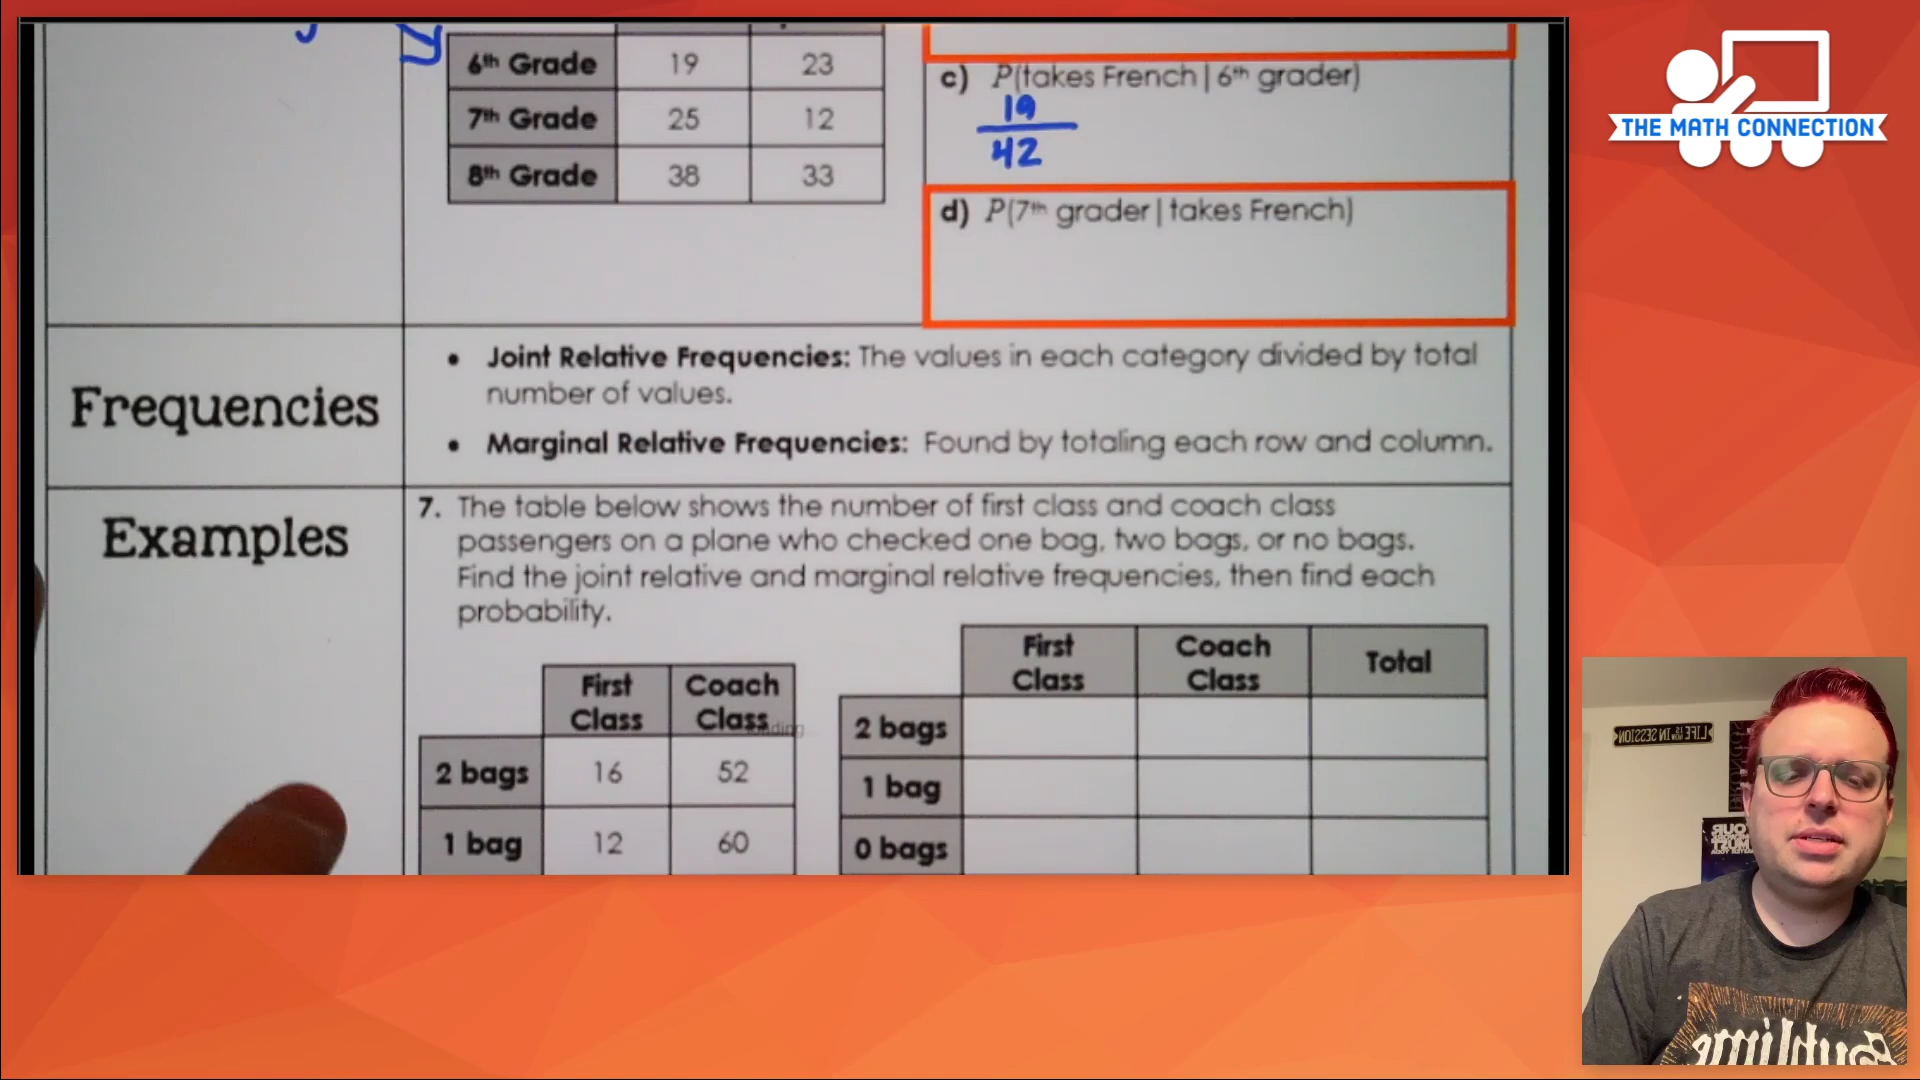 6th Grade 19 23
7th Grade 25 12
8th Grade 38 33
c) P(takes French | 6th grader)
19
42
d) P(7th grader | takes French)
Frequencies
• Joint Relative Frequencies: The values in each category divided by total
number of values.
• Marginal Relative Frequencies: Found by totaling each row and column.
Examples
7. The table below shows the number of first class and coach class
passengers on a plane who checked one bag, two bags, or no bags.
Find the joint relative and marginal relative frequencies, then find each
probability.
First Class Coach Class
2 bags 16 52
1 bag 12 60
First Class Coach Class Total
2 bags
1 bag
0 bags
THE MATH CONNECTION
LIFE IS NOW IN SESSION
Sublime